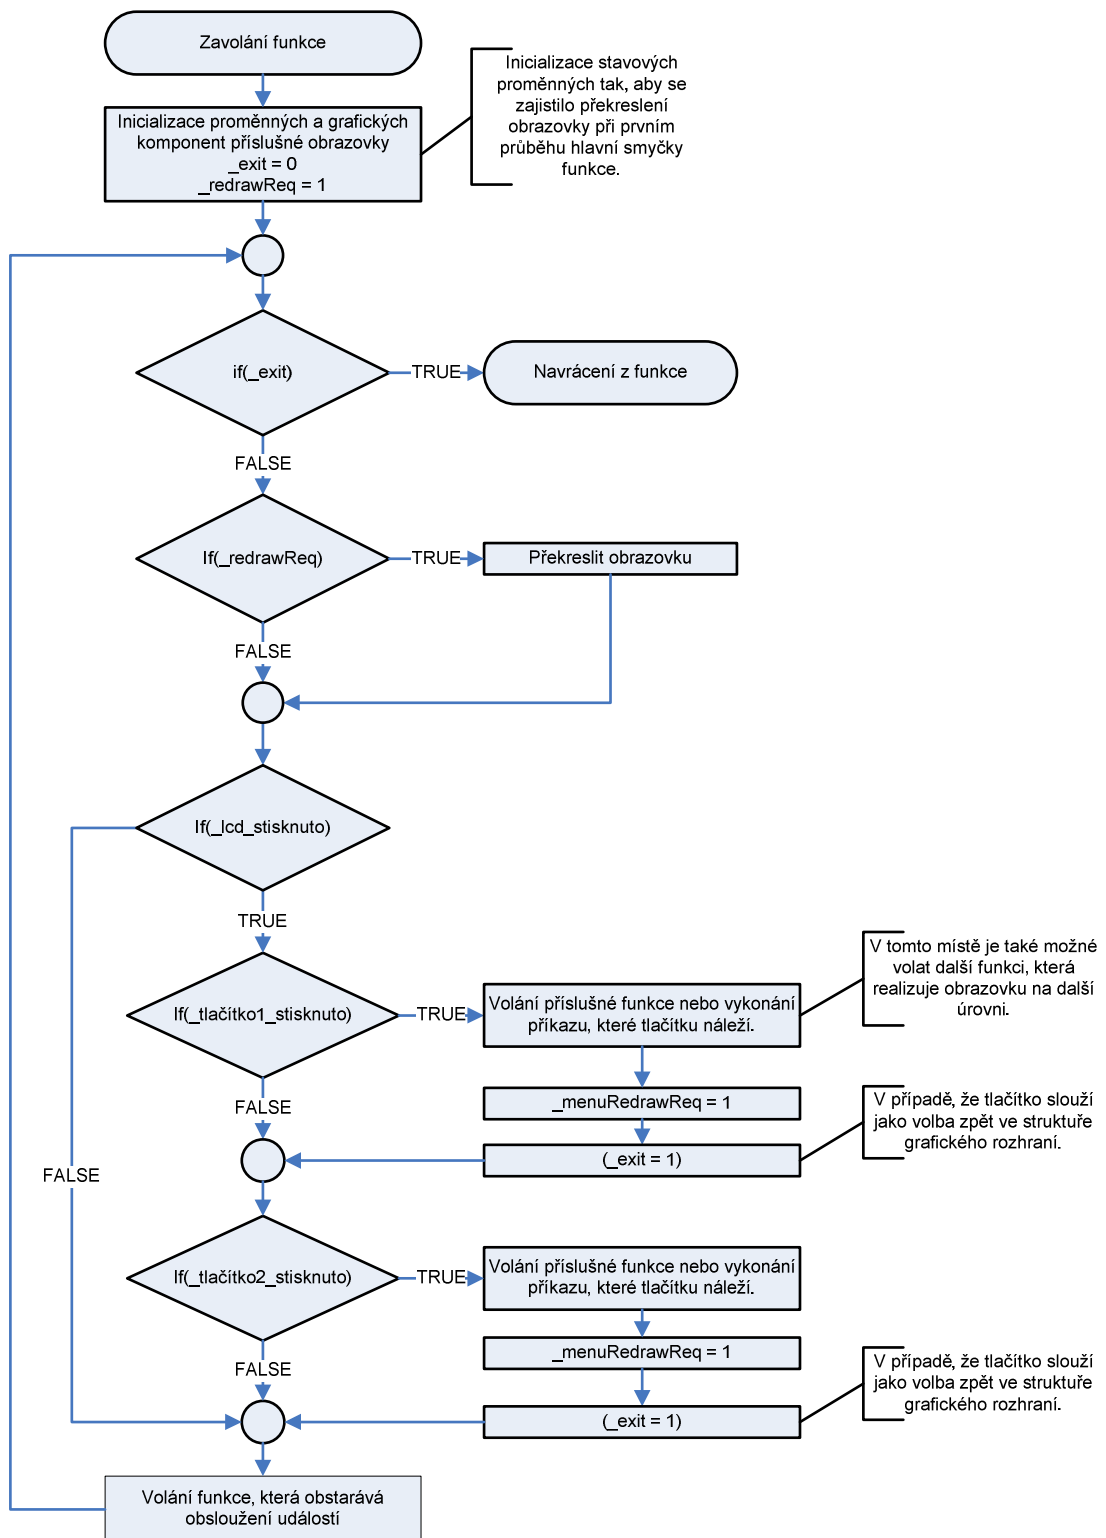 Zavolání funkce
Inicializace stavových
proměnných tak, aby se
zajistilo překreslení
obrazovky při prvním
průběhu hlavní smyčky
funkce.
Inicializace proměnných a grafických
komponent příslušné obrazovky
_exit = 0
_redrawReq = 1
if(_exit)
TRUE
Navrácení z funkce
FALSE
If(_redrawReq)
TRUE
Překreslit obrazovku
FALSE
If(_lcd_stisknuto)
TRUE
V tomto místě je také možné
volat další funkci, která
realizuje obrazovku na další
úrovni.
If(_tlačítko1_stisknuto)
TRUE
Volání příslušné funkce nebo vykonání
příkazu, které tlačítku náleží.
FALSE
_menuRedrawReq = 1
V případě, že tlačítko slouží
jako volba zpět ve struktuře
grafického rozhraní.
(_exit = 1)
FALSE
If(_tlačítko2_stisknuto)
TRUE
Volání příslušné funkce nebo vykonání
příkazu, které tlačítku náleží.
_menuRedrawReq = 1
FALSE
V případě, že tlačítko slouží
jako volba zpět ve struktuře
grafického rozhraní.
(_exit = 1)
Volání funkce, která obstarává
obsloužení událostí